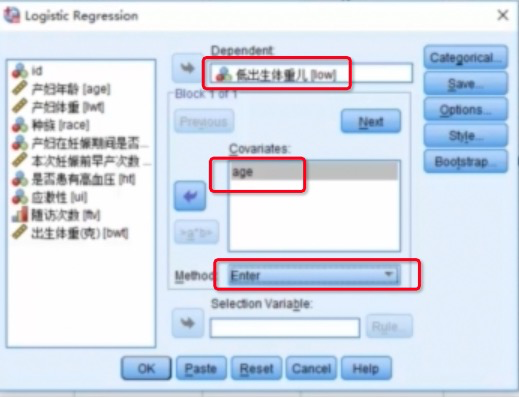 Logistic Regression
id
产妇年龄 [age]
产妇体重 [lwt]
种族 [race]
产妇在妊娠期间是否...
本次妊娠前早产次数 ...
是否患有高血压 [ht]
应激性 [ui]
随访次数 [ftv]
出生体重(克) [bwt]
Dependent:
低出生体重儿 [low]
Block 1 of 1
Previous
Next
Covariates:
age
>a*b>
Method:
Enter
Selection Variable:
Rule...
Categorical...
Save...
Options...
Style...
Bootstrap...
OK
Paste
Reset
Cancel
Help